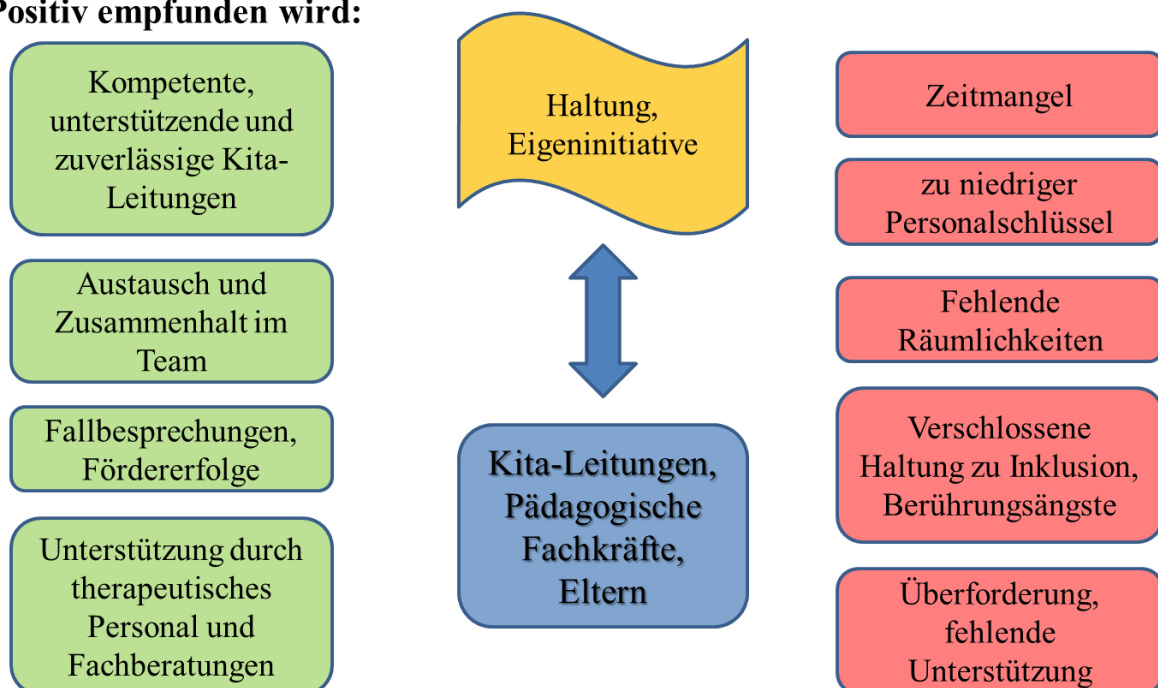 Positiv empfunden wird:
Kompetente,
unterstützende und
zuverlässige Kita-
Leitungen
Austausch und
Zusammenhalt im
Team
Fallbesprechungen,
Fördererfolge
Unterstützung durch
therapeutisches
Personal und
Fachberatungen
Haltung,
Eigeninitiative
Kita-Leitungen,
Pädagogische
Fachkräfte,
Eltern
Zeitmangel
zu niedriger
Personalschlüssel
Fehlende
Räumlichkeiten
Verschlossene
Haltung zu Inklusion,
Berührungsängste
Überforderung,
fehlende
Unterstützung